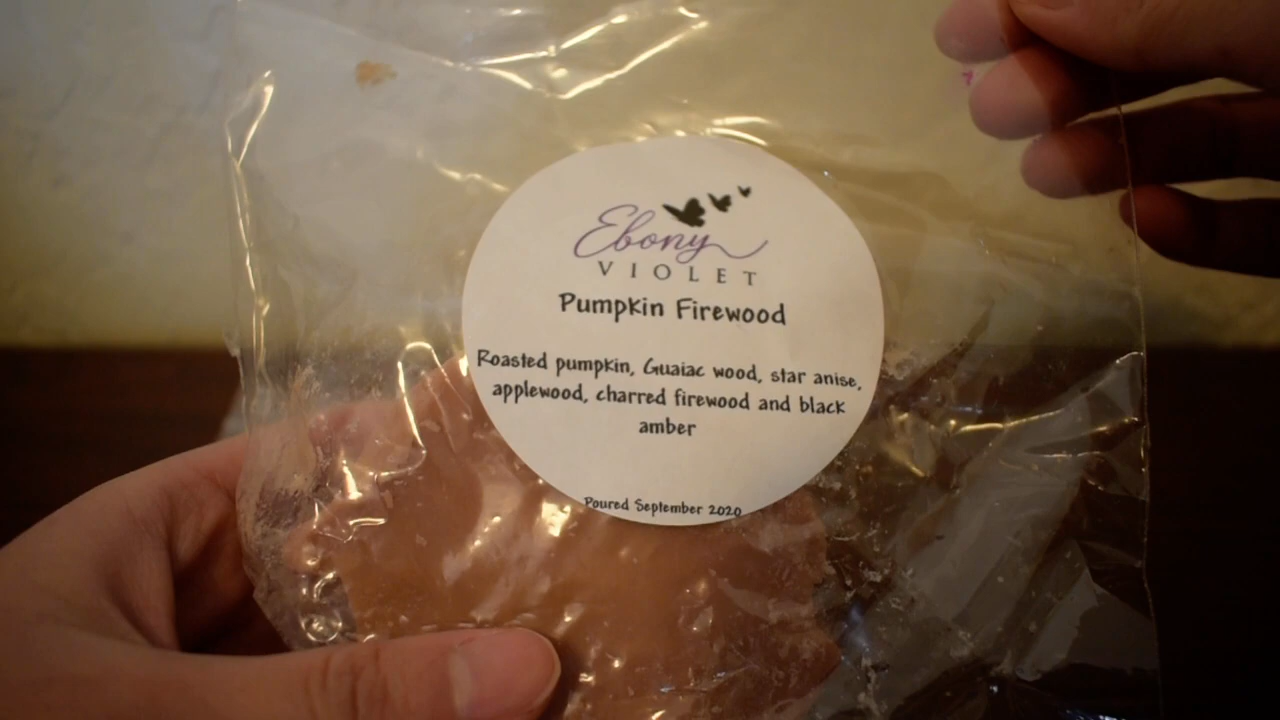 Ebony
VIOLET
Pumpkin Firewood
Roasted pumpkin, Guaiac wood, star anise,
applewood, charred firewood and black
amber
Poured September 2020